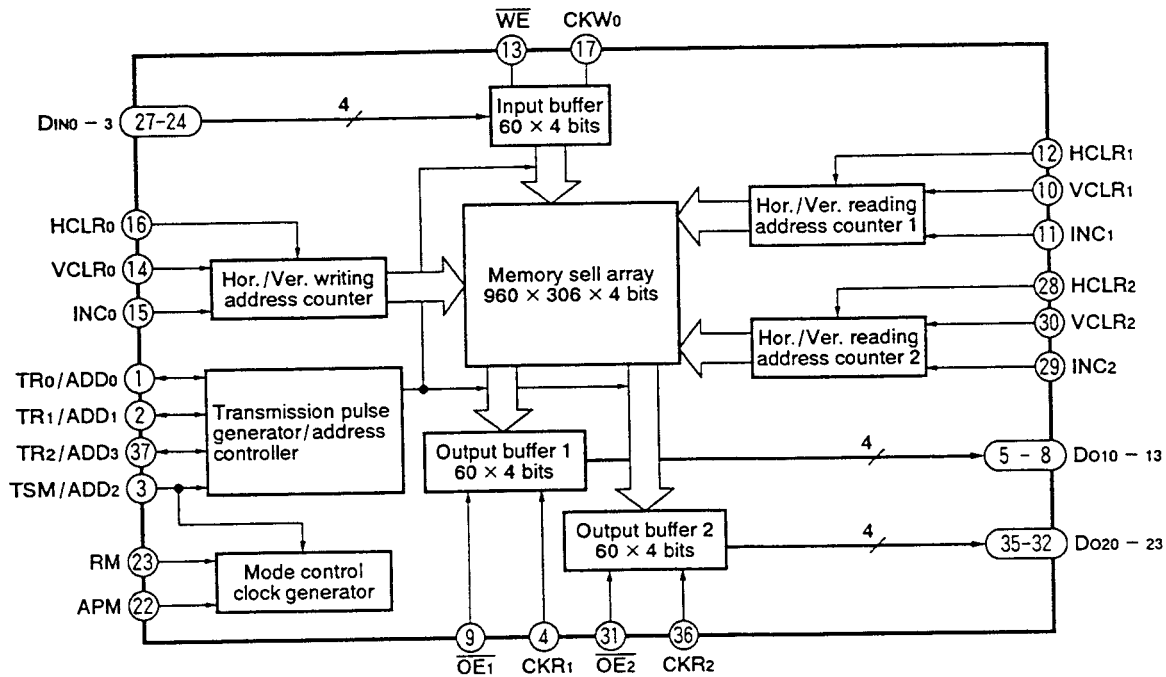 WE CKW0
13 17
Input buffer
60 × 4 bits
4
DIN0 – 3 27–24
12 HCLR1
10 VCLR1
11 INC1
Hor./Ver. reading
address counter 1
HCLR0 16
VCLR0 14
INC0 15
Hor./Ver. writing
address counter
Memory sell array
960 × 306 × 4 bits
28 HCLR2
30 VCLR2
29 INC2
Hor./Ver. reading
address counter 2
TR0/ADD0 1
TR1/ADD1 2
TR2/ADD3 37
TSM/ADD2 3
Transmission pulse
generator/address
controller
Output buffer 1
60 × 4 bits
4
5 – 8 DO10 – 13
Output buffer 2
60 × 4 bits
4
35–32 DO20 – 23
RM 23
APM 22
Mode control
clock generator
9 4 31 36
OE1 CKR1 OE2 CKR2